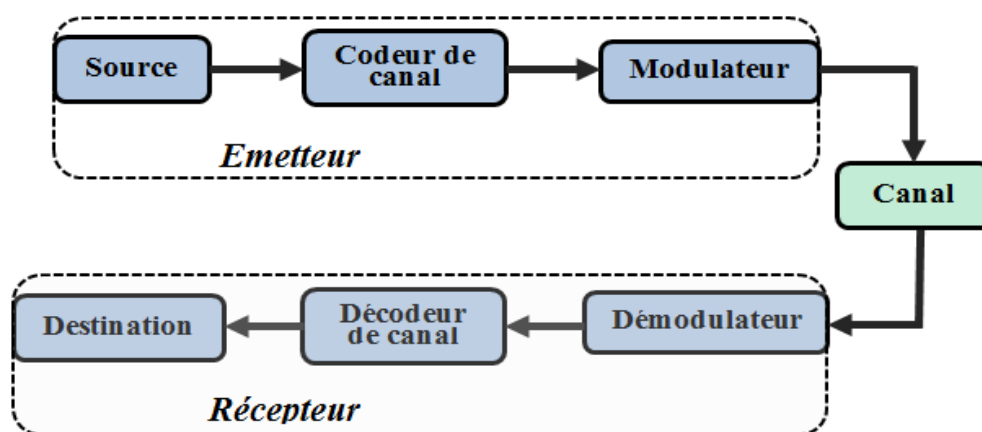 Source
Codeur de
canal
Modulateur
Emetteur
Canal
Destination
Décodeur
de canal
Démodulateur
Récepteur